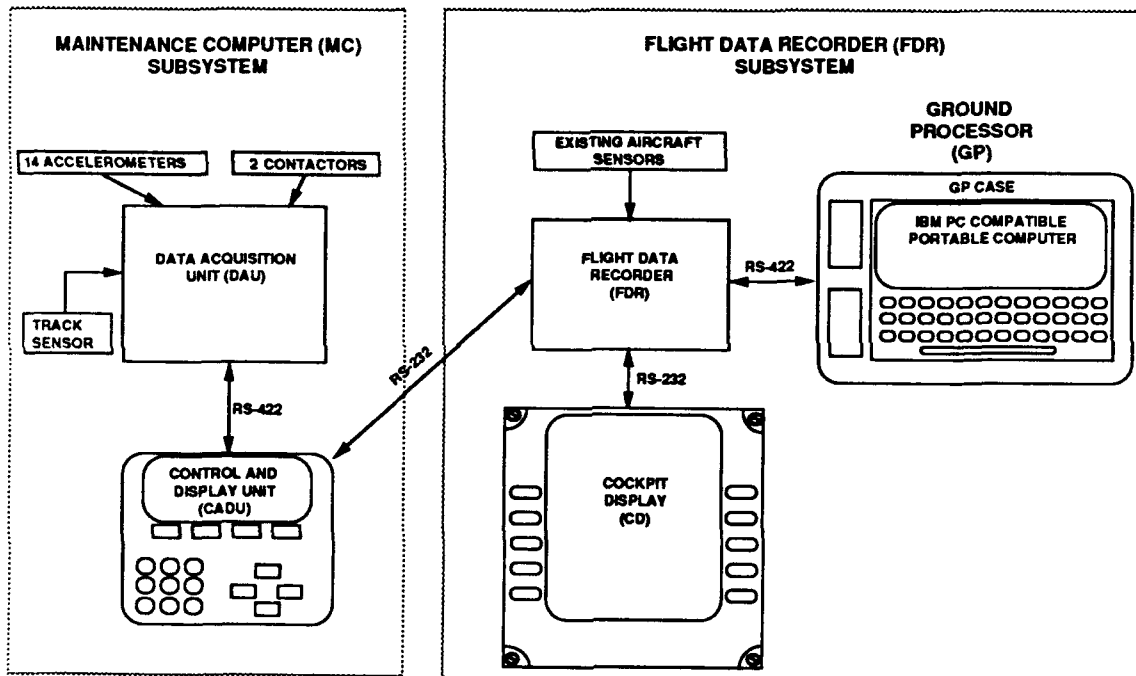 MAINTENANCE COMPUTER (MC)
SUBSYSTEM
14 ACCELEROMETERS
2 CONTACTORS
DATA ACQUISITION
UNIT (DAU)
TRACK
SENSOR
RS-422
CONTROL AND
DISPLAY UNIT
(CADU)
RS-232
FLIGHT DATA RECORDER (FDR)
SUBSYSTEM
EXISTING AIRCRAFT
SENSORS
FLIGHT DATA
RECORDER
(FDR)
RS-422
RS-232
COCKPIT
DISPLAY
(CD)
GROUND
PROCESSOR
(GP)
GP CASE
IBM PC COMPATIBLE
PORTABLE COMPUTER